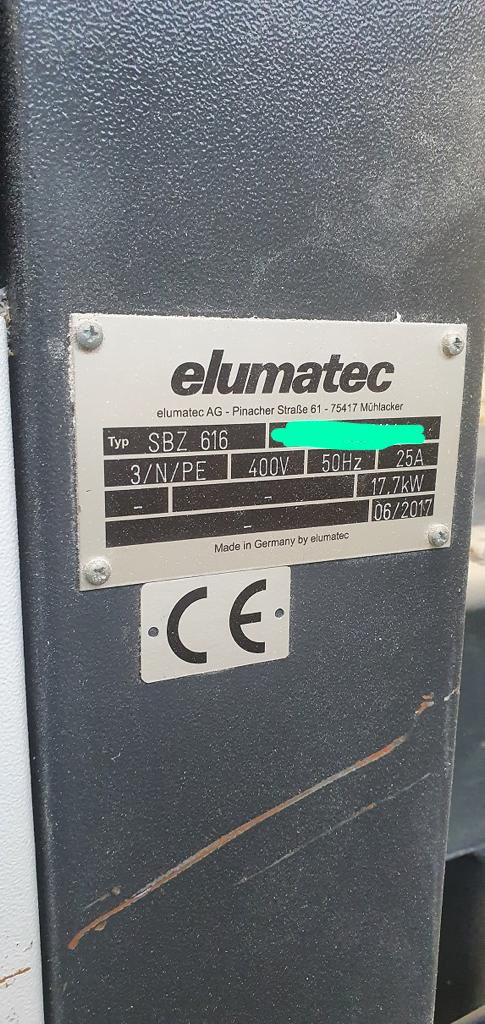 elumatec
elumatec AG - Pinacher Straße 61 - 75417 Mühlacker
Typ SBZ 616
3/N/PE 400V 50Hz 25A
- - 17,7kW
- 06/2017
Made in Germany by elumatec
CE